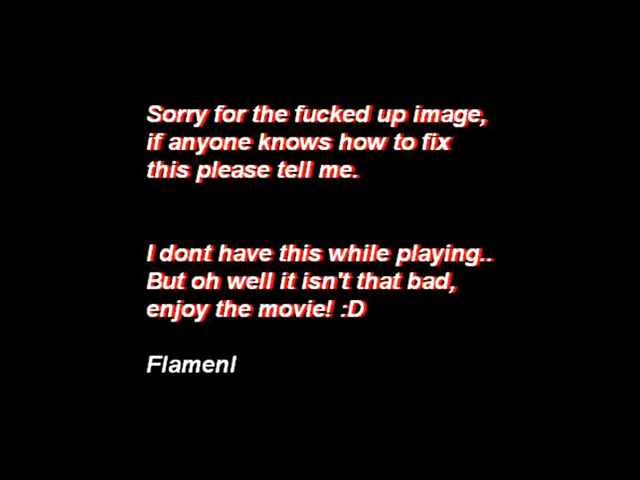 Sorry for the fucked up image,
if anyone knows how to fix
this please tell me.
I dont have this while playing..
But oh well it isn't that bad,
enjoy the movie! :D
Flamenl